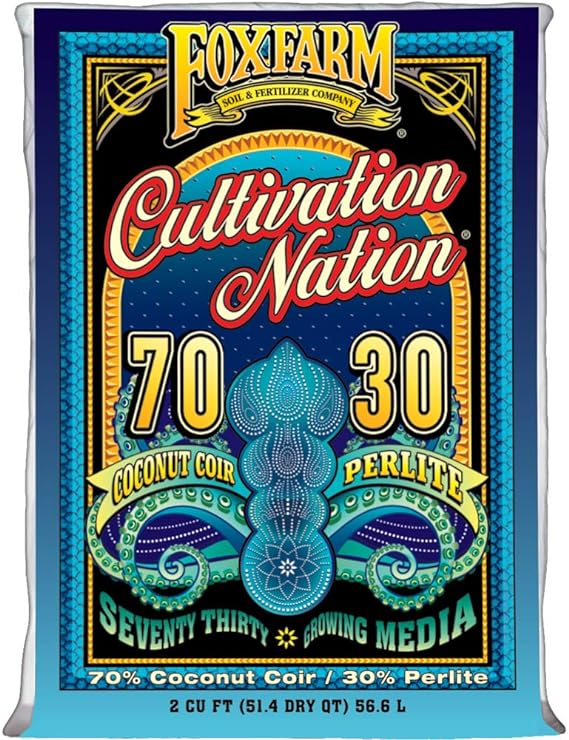 FOXFARM
SOIL & FERTILIZER COMPANY
®
Cultivation
Nation®
70 30
COCONUT COIR PERLITE
SEVENTY THIRTY GROWING MEDIA
70% Coconut Coir / 30% Perlite
2 CU FT (51.4 DRY QT) 56.6 L